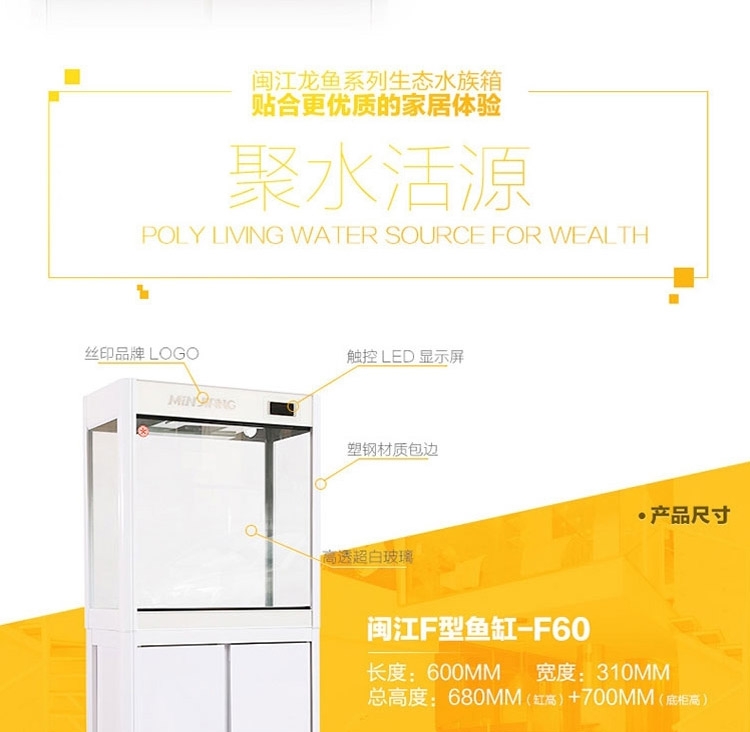 闽江龙鱼系列生态水族箱
贴合更优质的家居体验
聚水活源
POLY LIVING WATER SOURCE FOR WEALTH
丝印品牌 LOGO
触控 LED 显示屏
MINJIANG
塑钢材质包边
• 产品尺寸
高透超白玻璃
闽江F型鱼缸-F60
长度：600MM 宽度：310MM
总高度：680MM（缸高）+700MM（底柜高）